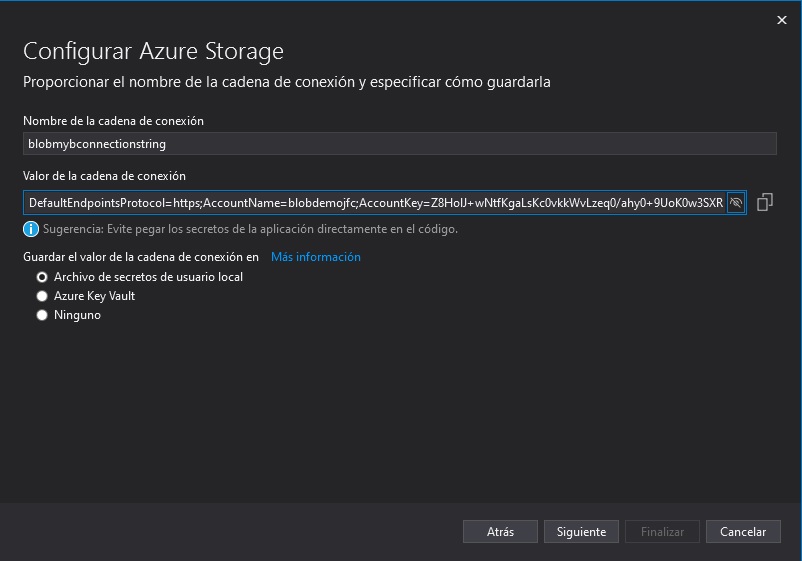 Configurar Azure Storage
Proporcionar el nombre de la cadena de conexión y especificar cómo guardarla
Nombre de la cadena de conexión
blobmybconnectionstring
Valor de la cadena de conexión
DefaultEndpointsProtocol=https;AccountName=blobdemojfc;AccountKey=Z8HolJ+wNtfKgaLsKc0vkkWvLzeq0/ahy0+9UoK0w3SXR
Sugerencia: Evite pegar los secretos de la aplicación directamente en el código.
Guardar el valor de la cadena de conexión en Más información
Archivo de secretos de usuario local
Azure Key Vault
Ninguno
Atrás Siguiente Finalizar Cancelar